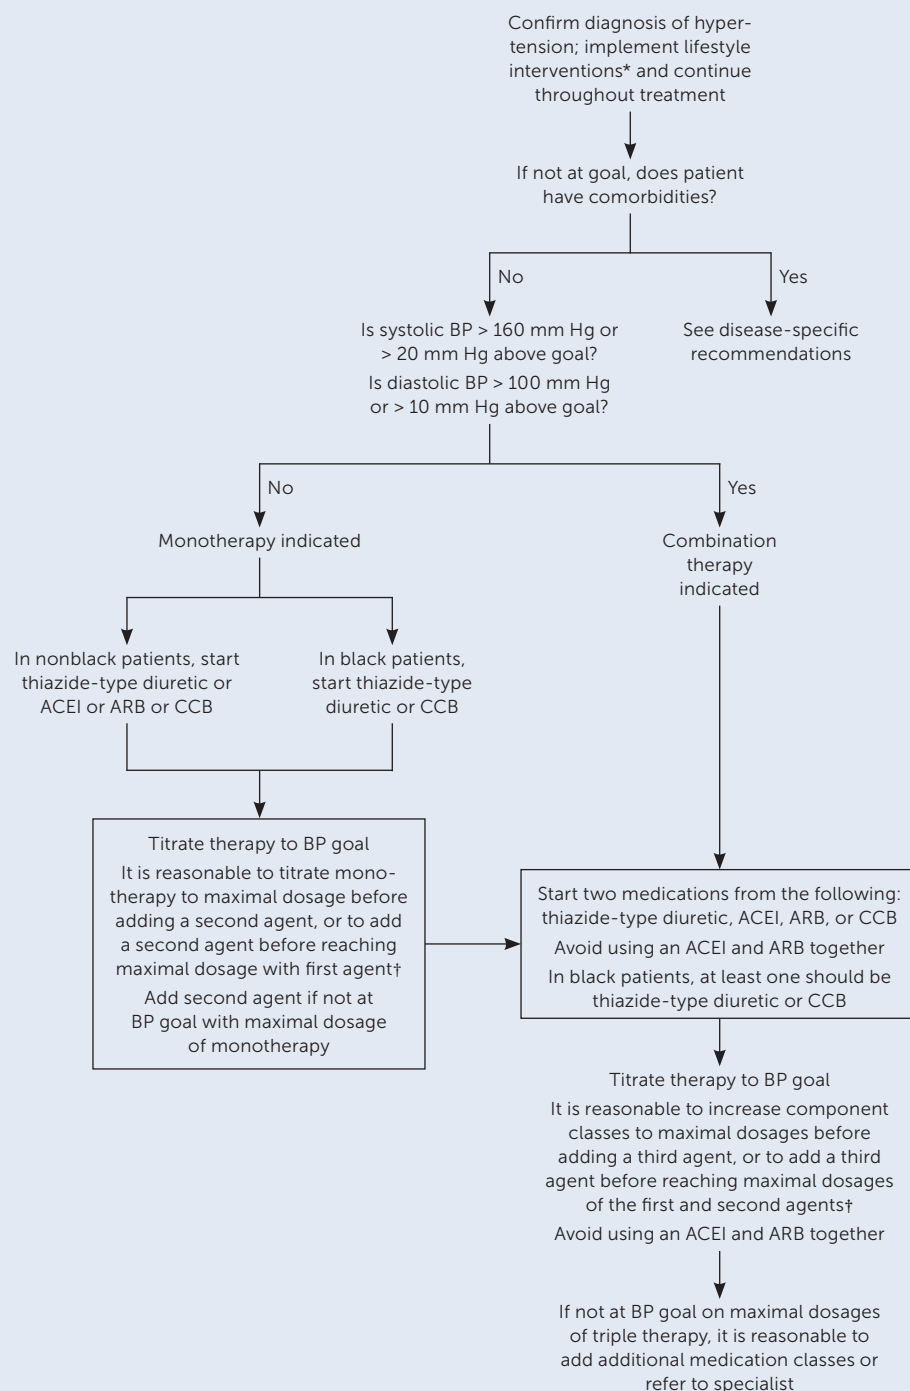 Confirm diagnosis of hyper-
tension; implement lifestyle
interventions* and continue
throughout treatment
If not at goal, does patient
have comorbidities?
No
Yes
Is systolic BP > 160 mm Hg or
> 20 mm Hg above goal?
Is diastolic BP > 100 mm Hg
or > 10 mm Hg above goal?
See disease-specific
recommendations
No
Yes
Monotherapy indicated
Combination
therapy
indicated
In nonblack patients, start
thiazide-type diuretic or
ACEI or ARB or CCB
In black patients,
start thiazide-type
diuretic or CCB
Titrate therapy to BP goal
It is reasonable to titrate mono-
therapy to maximal dosage before
adding a second agent, or to add
a second agent before reaching
maximal dosage with first agent†
Add second agent if not at
BP goal with maximal dosage
of monotherapy
Start two medications from the following:
thiazide-type diuretic, ACEI, ARB, or CCB
Avoid using an ACEI and ARB together
In black patients, at least one should be
thiazide-type diuretic or CCB
Titrate therapy to BP goal
It is reasonable to increase component
classes to maximal dosages before
adding a third agent, or to add a third
agent before reaching maximal dosages
of the first and second agents†
Avoid using an ACEI and ARB together
If not at BP goal on maximal dosages
of triple therapy, it is reasonable to
add additional medication classes or
refer to specialist